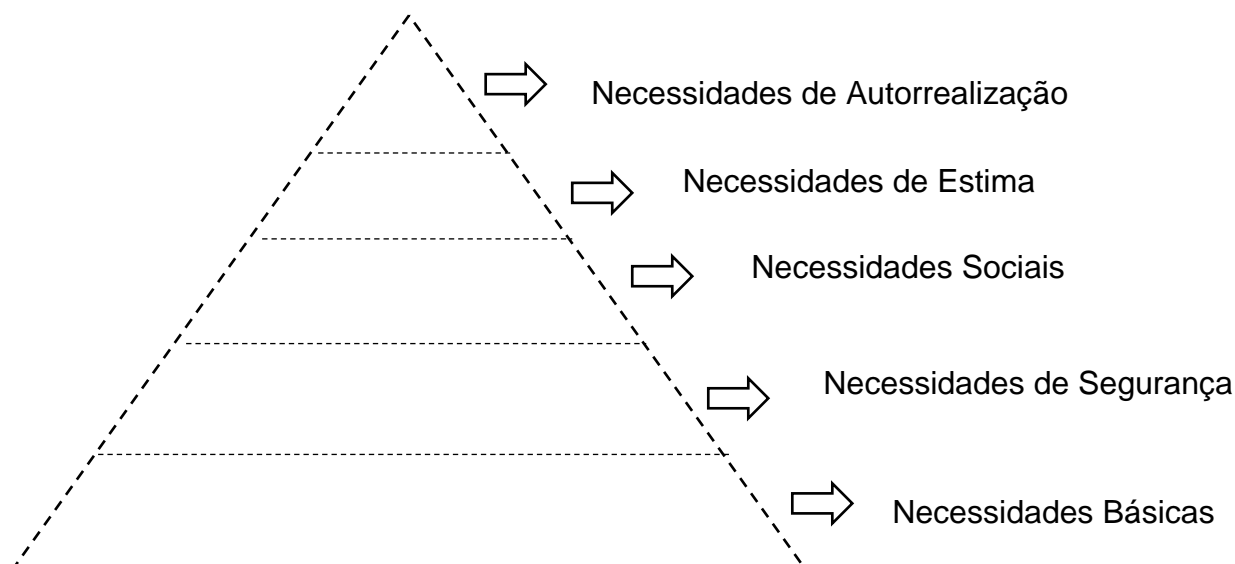 Necessidades de Autorrealização
Necessidades de Estima
Necessidades Sociais
Necessidades de Segurança
Necessidades Básicas